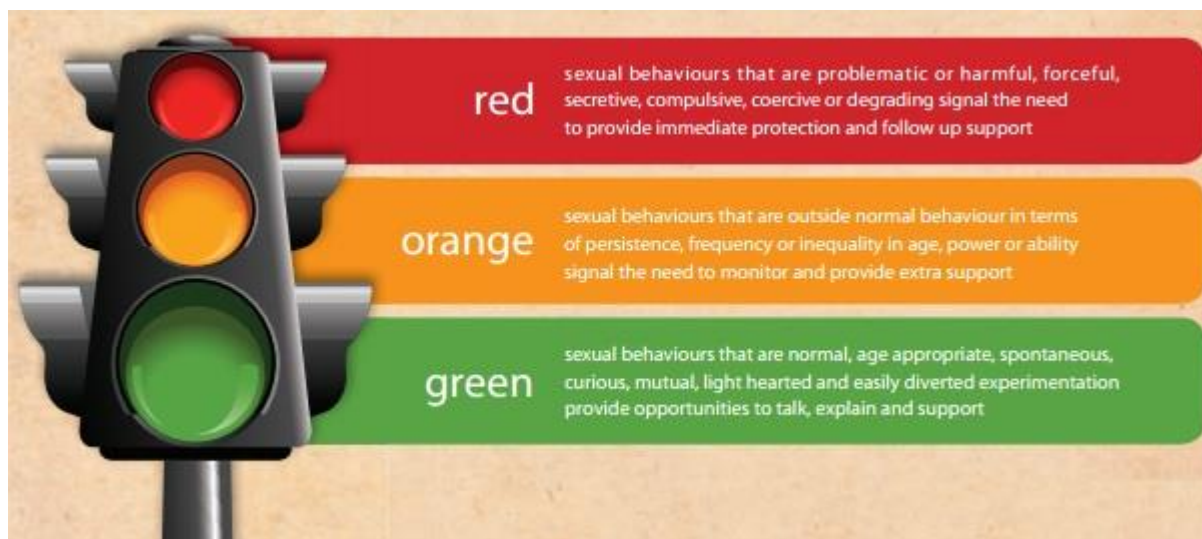 red
sexual behaviours that are problematic or harmful, forceful,
secretive, compulsive, coercive or degrading signal the need
to provide immediate protection and follow up support
orange
sexual behaviours that are outside normal behaviour in terms
of persistence, frequency or inequality in age, power or ability
signal the need to monitor and provide extra support
green
sexual behaviours that are normal, age appropriate, spontaneous,
curious, mutual, light hearted and easily diverted experimentation
provide opportunities to talk, explain and support